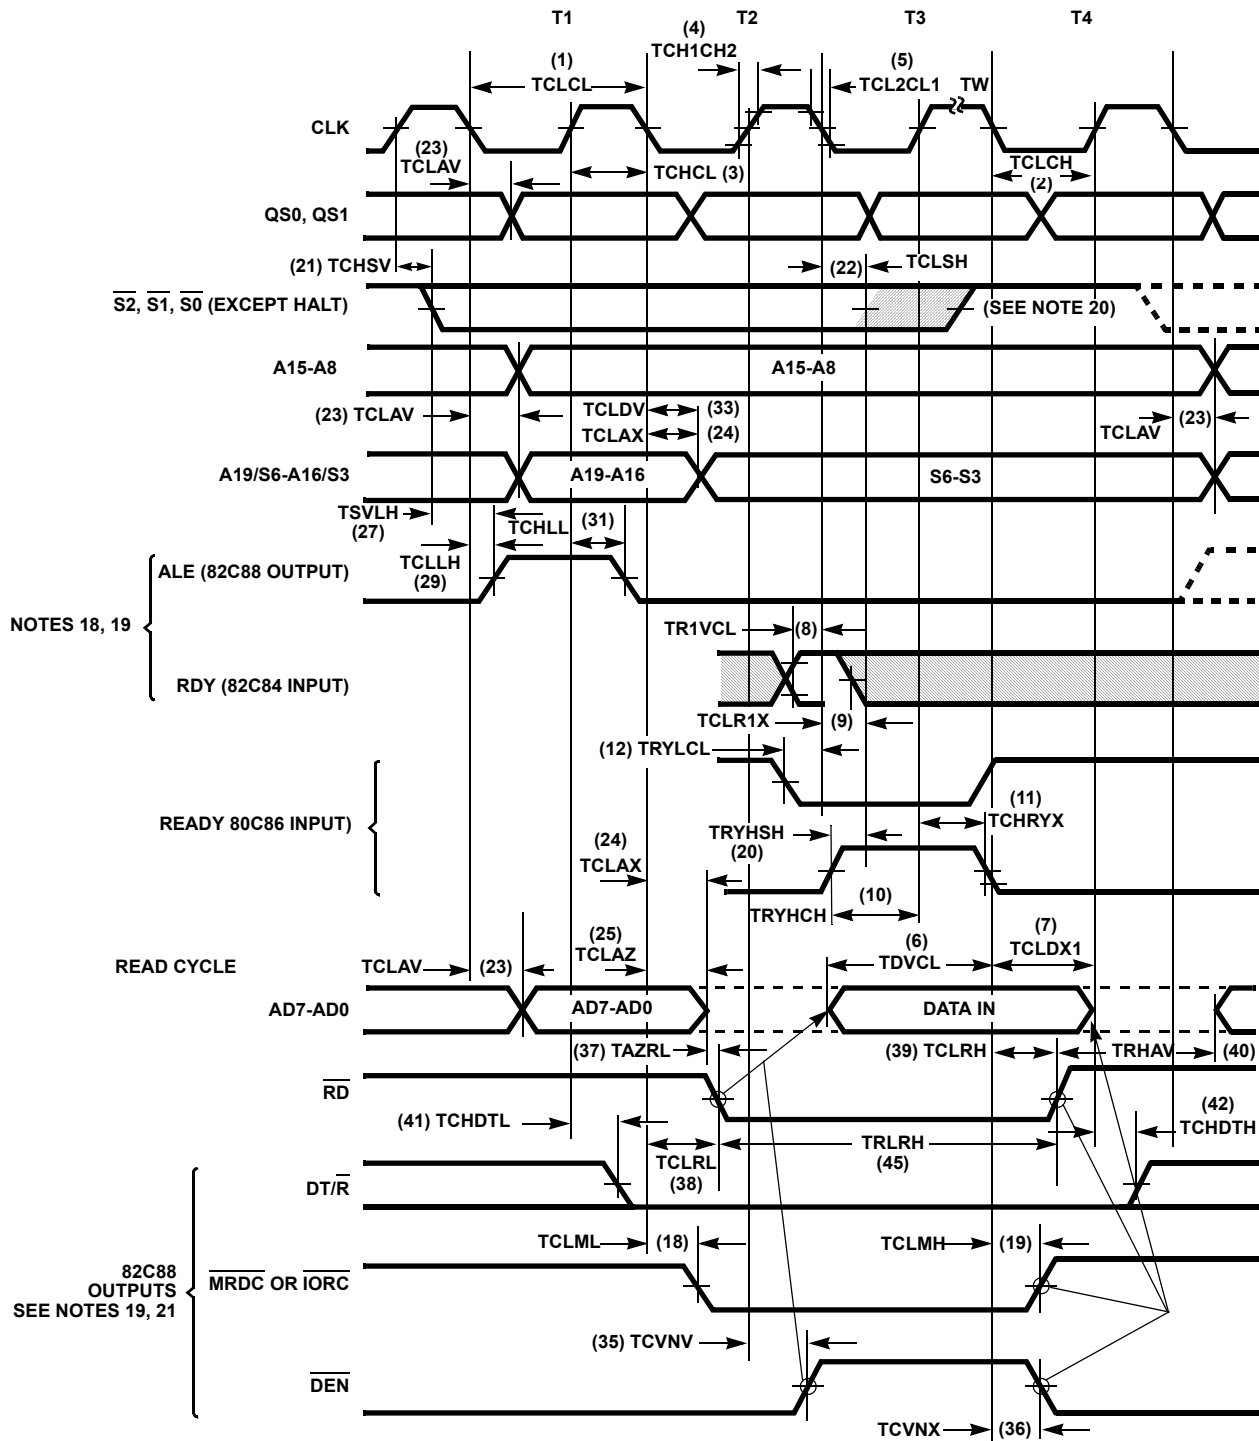 T1 T2 T3 T4
(4)
TCH1CH2
(1)
TCLCL
(5)
TCL2CL1
TW
CLK
(23)
TCLAV
TCHCL (3)
TCLCH
(2)
QS0, QS1
(21) TCHSV
(22)
TCLSH
S2, S1, S0 (EXCEPT HALT)
(SEE NOTE 20)
A15-A8
A15-A8
(23) TCLAV
TCLDV
(33)
TCLAX
(24)
TCLAV
(23)
A19/S6-A16/S3
A19-A16
S6-S3
TSVLH
(27)
TCHLL
(31)
TCLLH
(29)
ALE (82C88 OUTPUT)
NOTES 18, 19
TR1VCL
(8)
RDY (82C84 INPUT)
TCLR1X
(9)
(12) TRYLCL
READY 80C86 INPUT)
(11)
TCHRYX
TRYHSH
(20)
(24)
TCLAX
(10)
TRYHCH
READ CYCLE
TCLAV
(23)
(25)
TCLAZ
(6)
TDVCL
(7)
TCLDX1
AD7-AD0
AD7-AD0
DATA IN
(37) TAZRL
(39) TCLRH
TRHAV
(40)
RD
(41) TCHDTL
(42)
TCHDTH
TCLRL
(38)
TRLRH
(45)
DT/R
TCLML
(18)
TCLMH
(19)
82C88
OUTPUTS
SEE NOTES 19, 21
MRDC OR IORC
(35) TCVNV
DEN
TCVNX
(36)